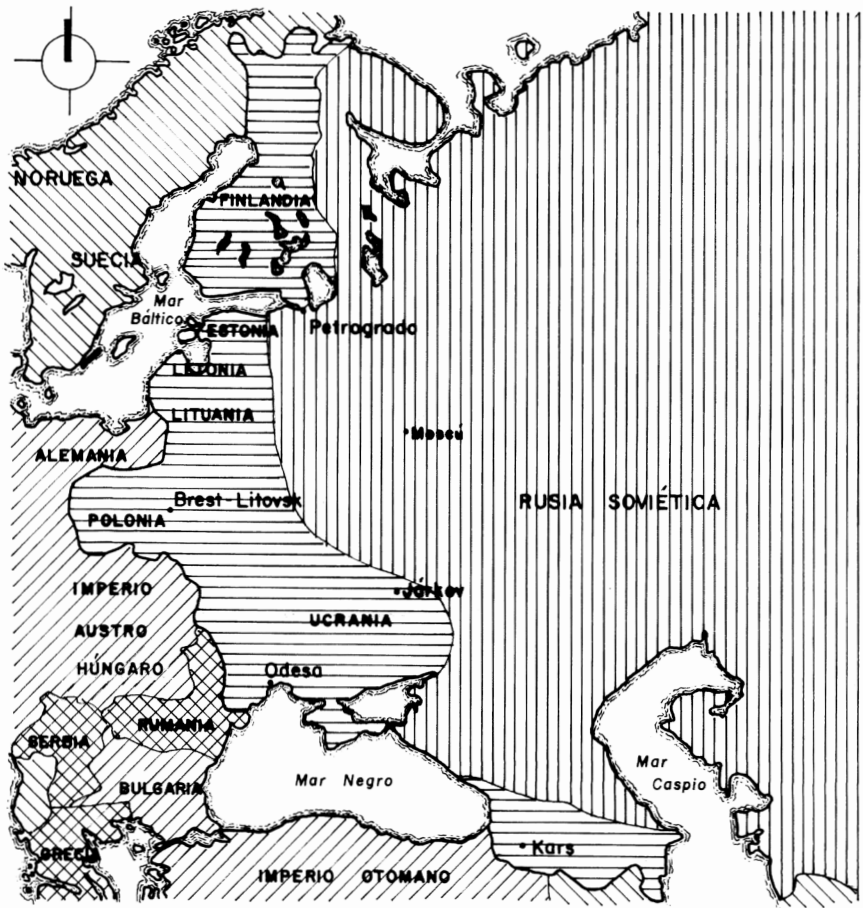 NORUEGA
FINLANDIA
SUECIA
Mar
Báltico
ESTONIA
Petrogrado
LETONIA
LITUANIA
Moscú
ALEMANIA
Brest-Litovsk
RUSIA SOVIÉTICA
POLONIA
IMPERIO
AUSTRO
HÚNGARO
Járkov
UCRANIA
Odesa
RUMANIA
SERBIA
Mar
Caspio
Mar Negro
BULGARIA
Kars
GRECIA
IMPERIO OTOMANO